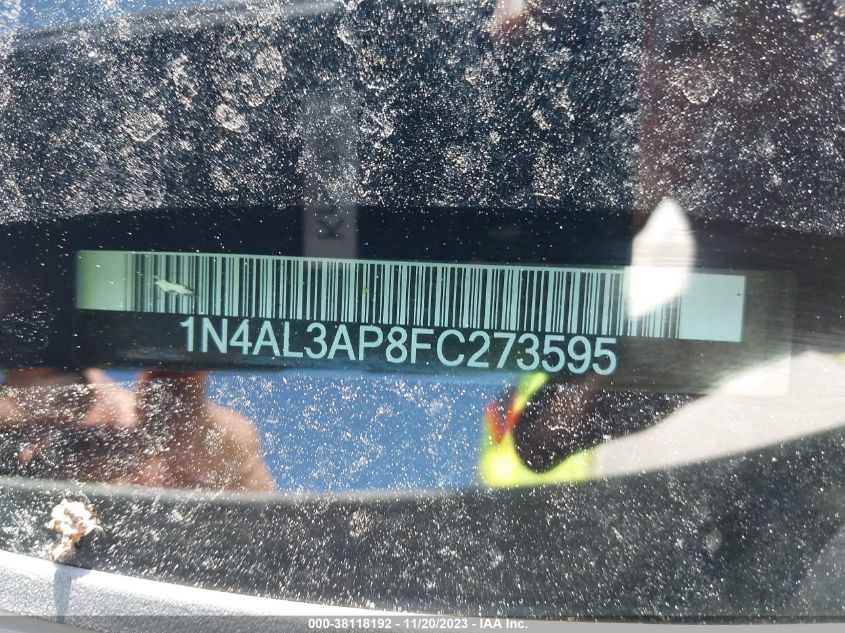 1N4AL3AP8FC273595
000-38118192 - 11/20/2023 - IAA Inc.